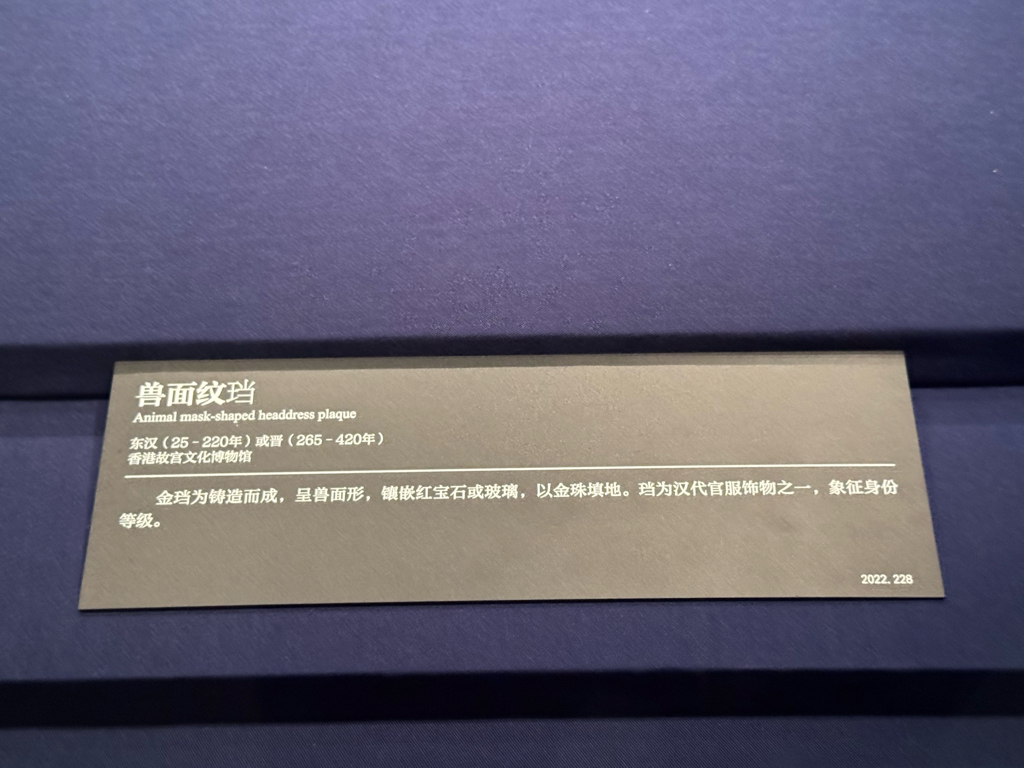 兽面纹珰
Animal mask-shaped headdress plaque
东汉（25－220年）或晋（265－420年）
香港故宫文化博物馆
金珰为铸造而成，呈兽面形，镶嵌红宝石或玻璃，以金珠填地。珰为汉代官服饰物之一，象征身份
等级。
2022. 228